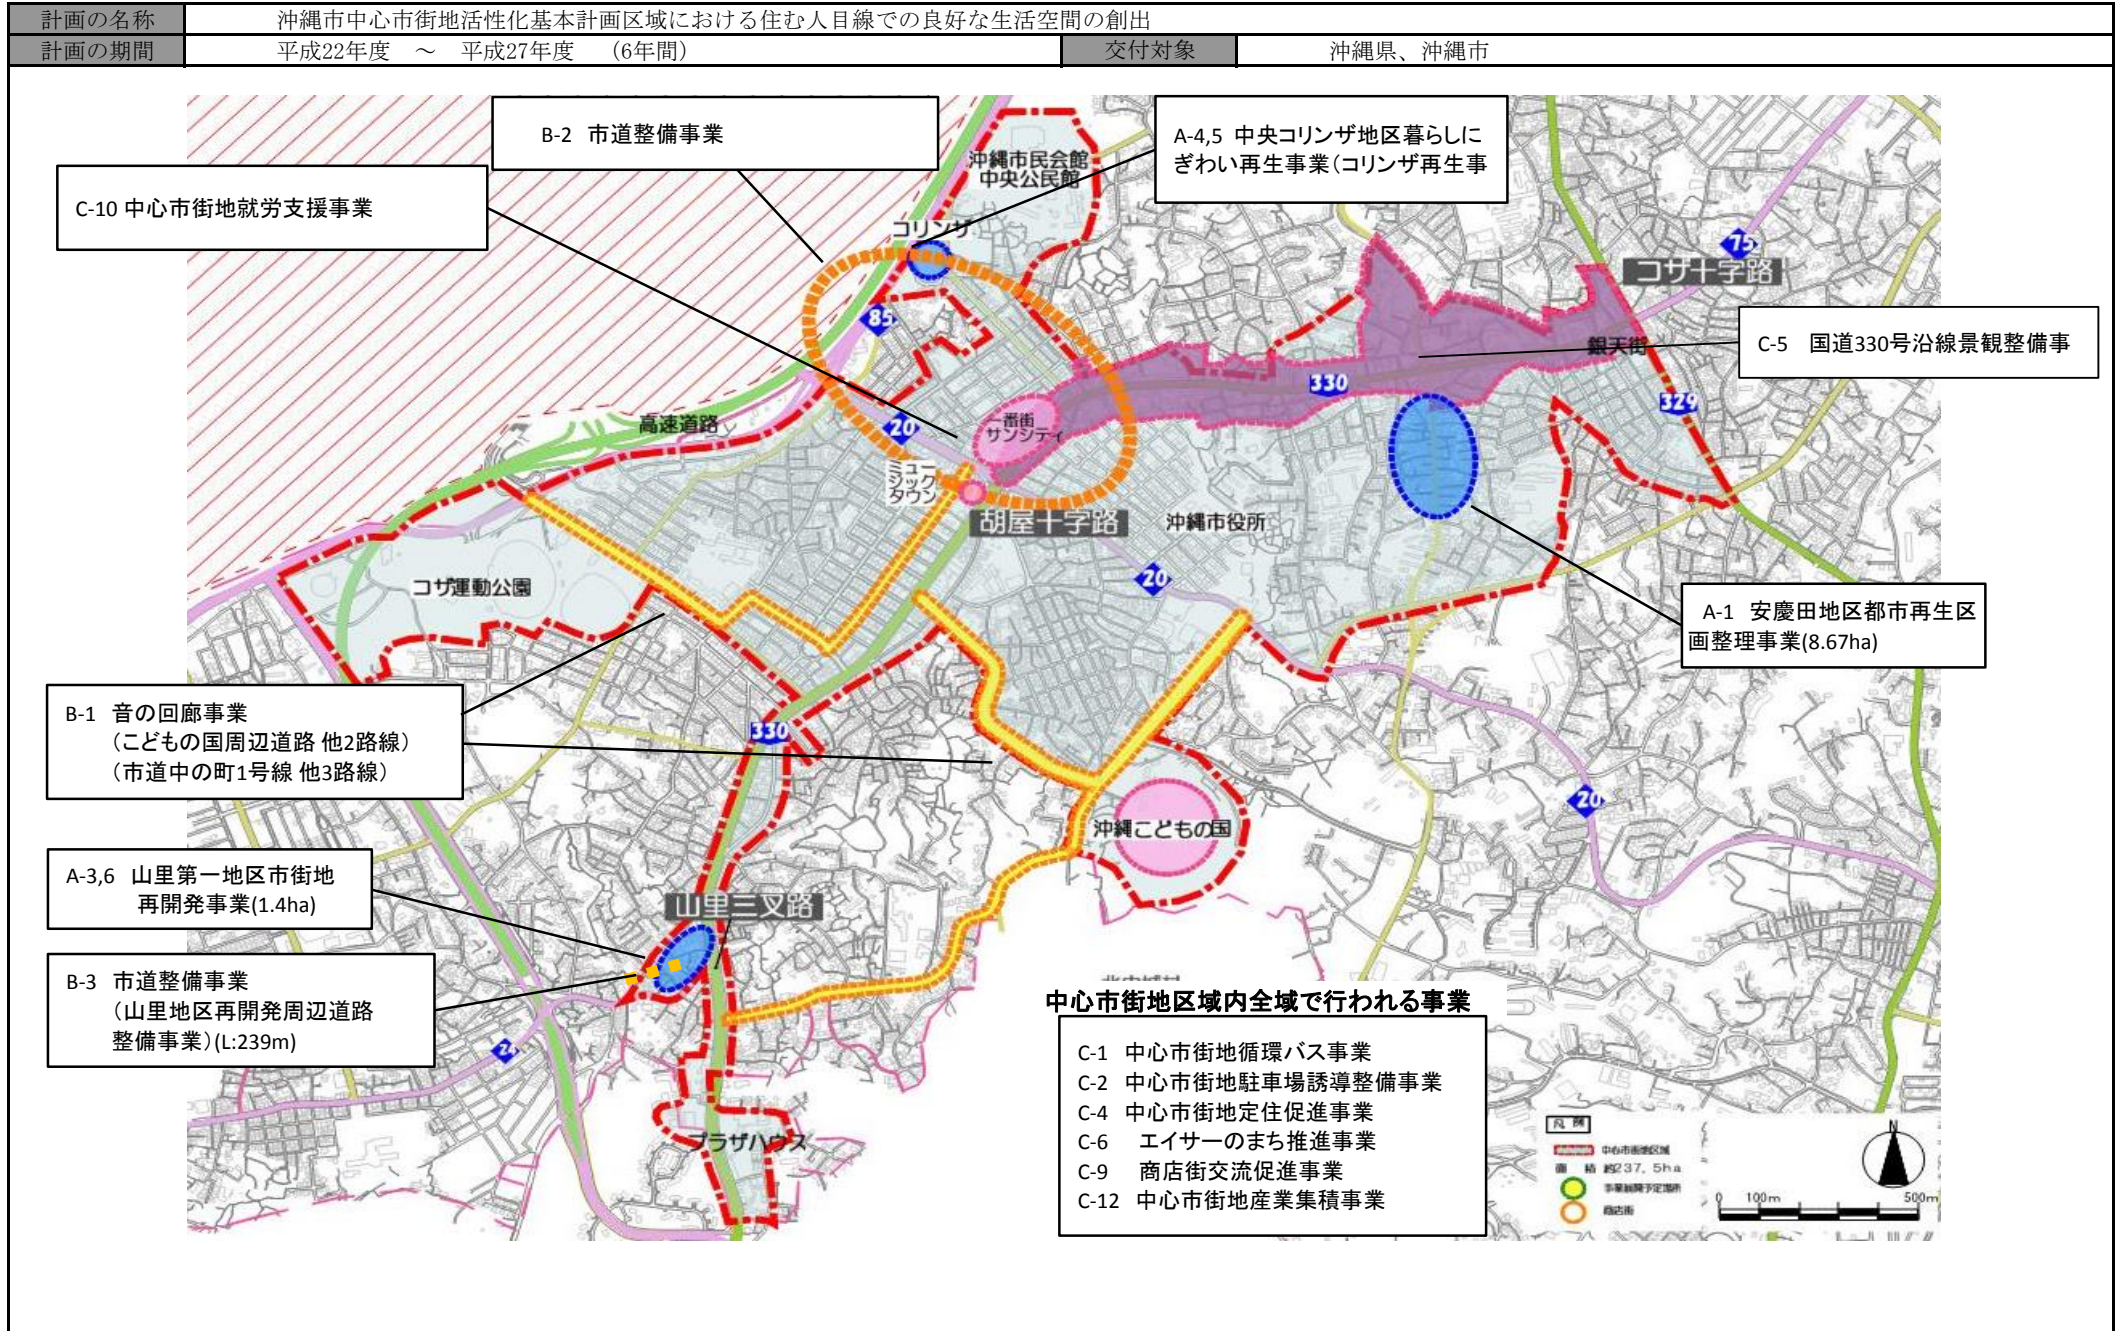 計画の名称 沖縄市中心市街地活性化基本計画区域における住む人目線での良好な生活空間の創出
計画の期間 平成22年度 ～ 平成27年度 （6年間） 交付対象 沖縄県、沖縄市
B-2 市道整備事業
A-4,5 中央コリンザ地区暮らしに
ぎわい再生事業(コリンザ再生事
C-10 中心市街地就労支援事業
沖縄市民会館
中央公民館
コリンザ
75
コザ十字路
85
C-5 国道330号沿線景観整備事
銀天街
330
329
高速道路
20
一番街
サンシティ
ミュー
ジック
タウン
胡屋十字路
沖縄市役所
20
コザ運動公園
A-1 安慶田地区都市再生区
画整理事業(8.67ha)
B-1 音の回廊事業
（こどもの国周辺道路 他2路線）
（市道中の町1号線 他3路線）
330
20
沖縄こどもの国
A-3,6 山里第一地区市街地
再開発事業(1.4ha)
山里三叉路
B-3 市道整備事業
（山里地区再開発周辺道路
整備事業）(L:239m)
中心市街地区域内全域で行われる事業
C-1 中心市街地循環バス事業
C-2 中心市街地駐車場誘導整備事業
C-4 中心市街地定住促進事業
C-6 エイサーのまち推進事業
C-9 商店街交流促進事業
C-12 中心市街地産業集積事業
プラザハウス
凡例
中心市街地区域
面 積 約237.5ha
商店街
N
0 100m 500m